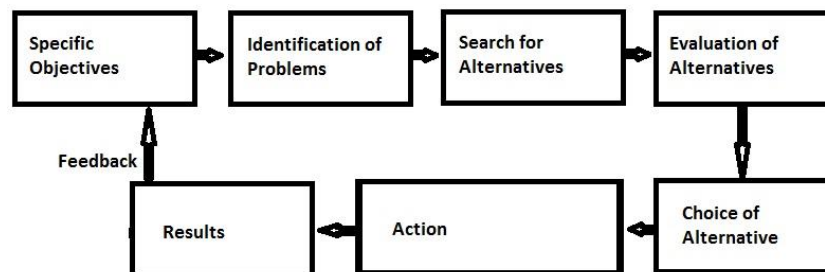 Specific
Objectives
Identification of
Problems
Search for
Alternatives
Evaluation of
Alternatives
Feedback
Results
Action
Choice of
Alternative